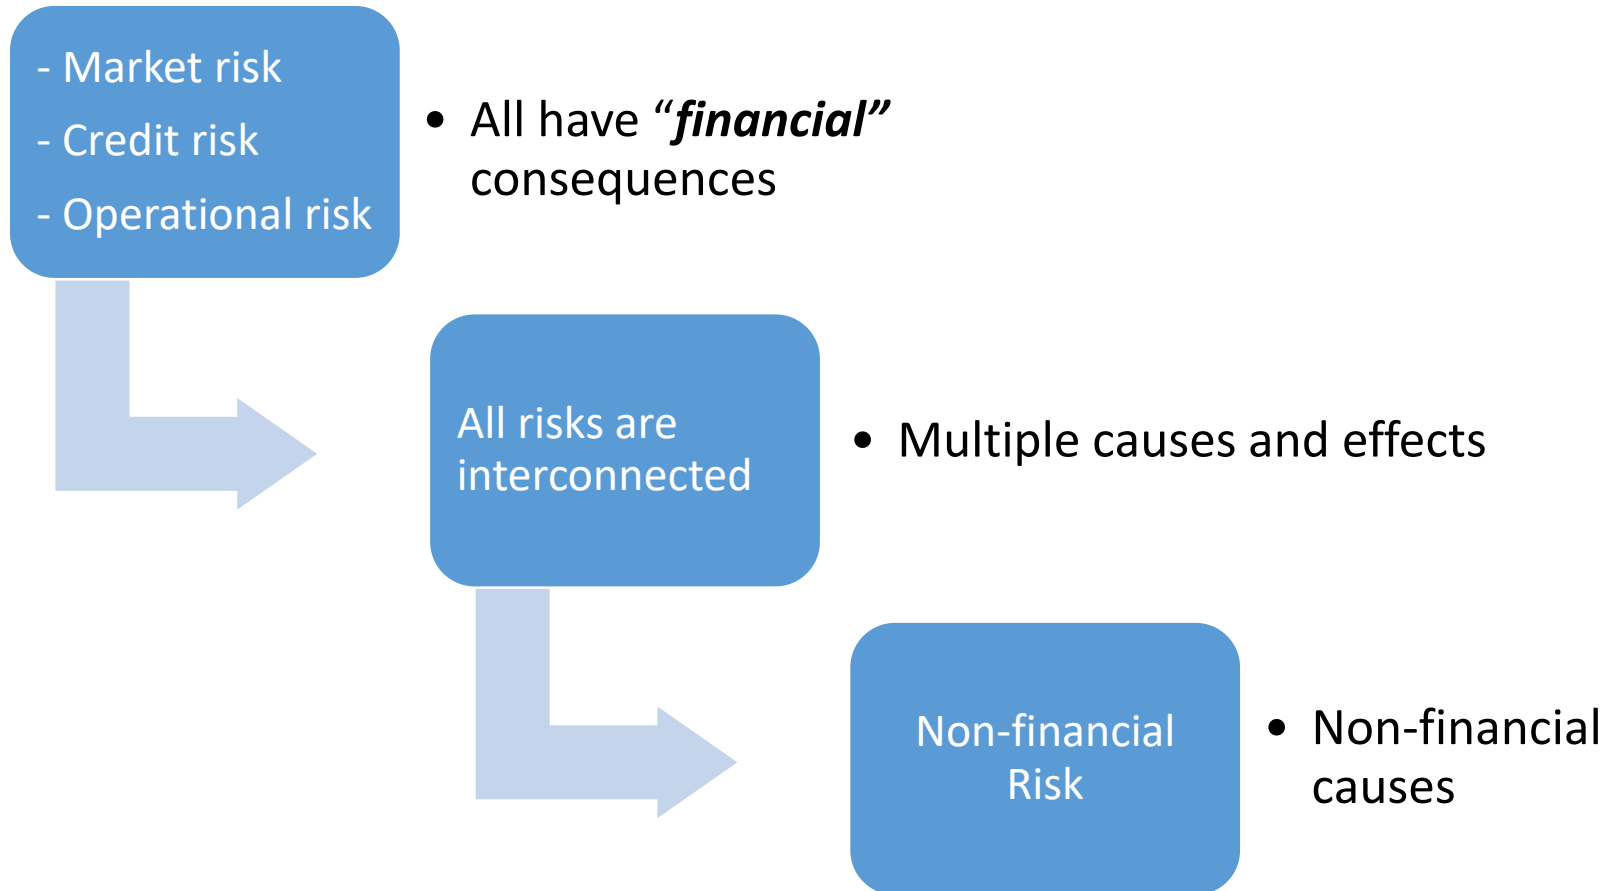 - Market risk
- Credit risk
- Operational risk
• All have “financial”
consequences
All risks are
interconnected
• Multiple causes and effects
Non-financial
Risk
• Non-financial
causes